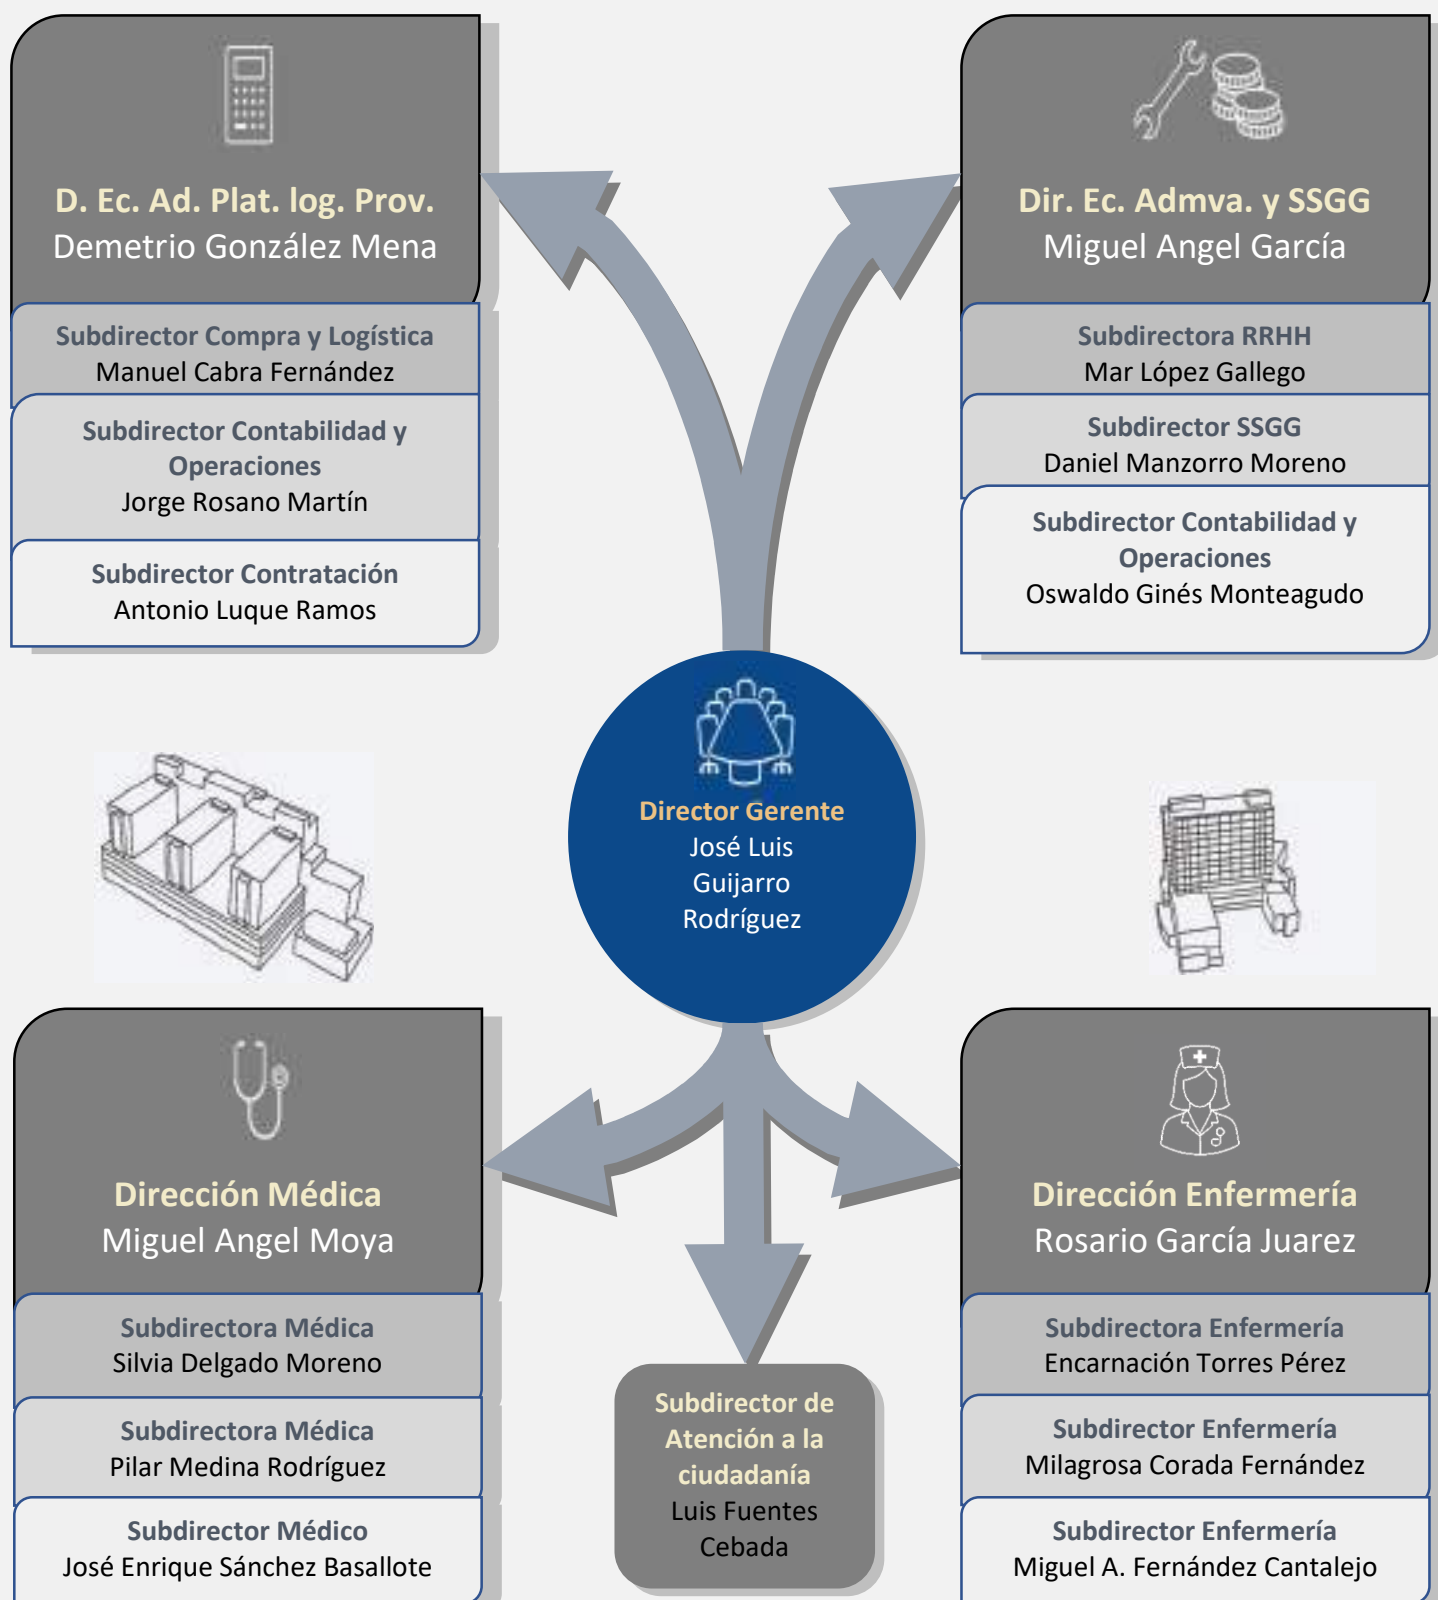 D. Ec. Ad. Plat. log. Prov.
Demetrio González Mena
Subdirector Compra y Logística
Manuel Cabra Fernández
Subdirector Contabilidad y
Operaciones
Jorge Rosano Martín
Subdirector Contratación
Antonio Luque Ramos
Dir. Ec. Admva. y SSGG
Miguel Angel García
Subdirectora RRHH
Mar López Gallego
Subdirector SSGG
Daniel Manzorro Moreno
Subdirector Contabilidad y
Operaciones
Oswaldo Ginés Monteagudo
Director Gerente
José Luis
Guijarro
Rodríguez
Dirección Médica
Miguel Angel Moya
Subdirectora Médica
Silvia Delgado Moreno
Subdirectora Médica
Pilar Medina Rodríguez
Subdirector Médico
José Enrique Sánchez Basallote
Subdirector de
Atención a la
ciudadanía
Luis Fuentes
Cebada
Dirección Enfermería
Rosario García Juarez
Subdirectora Enfermería
Encarnación Torres Pérez
Subdirector Enfermería
Milagrosa Corada Fernández
Subdirector Enfermería
Miguel A. Fernández Cantalejo